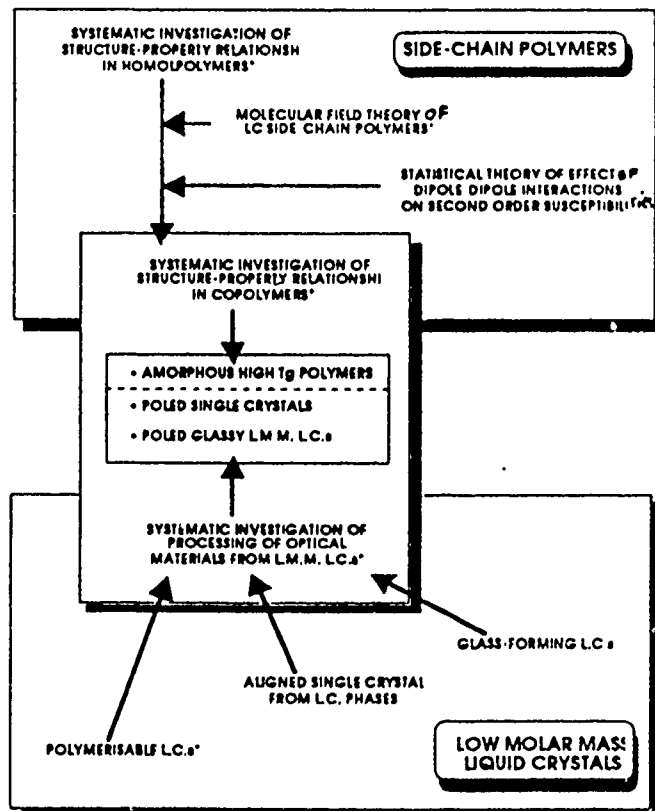 SYSTEMATIC INVESTIGATION OF
STRUCTURE-PROPERTY RELATIONSH
IN HOMOLPOLYMERS*
SIDE-CHAIN POLYMERS
MOLECULAR FIELD THEORY OF
LC SIDE CHAIN POLYMERS*
STATISTICAL THEORY OF EFFECT OF
DIPOLE DIPOLE INTERACTIONS
ON SECOND ORDER SUSCEPTIBILITIES
SYSTEMATIC INVESTIGATION OF
STRUCTURE-PROPERTY RELATIONSHI
IN COPOLYMERS*
• AMORPHOUS HIGH Tg POLYMERS
• POLED SINGLE CRYSTALS
• POLED GLASSY L.M M. L.C.s
SYSTEMATIC INVESTIGATION OF
PROCESSING OF OPTICAL
MATERIALS FROM L.M.M. L.C.s*
GLASS-FORMING L.C s
ALIGNED SINGLE CRYSTAL
FROM L.C. PHASES
POLYMERISABLE L.C.s*
LOW MOLAR MASS
LIQUID CRYSTALS